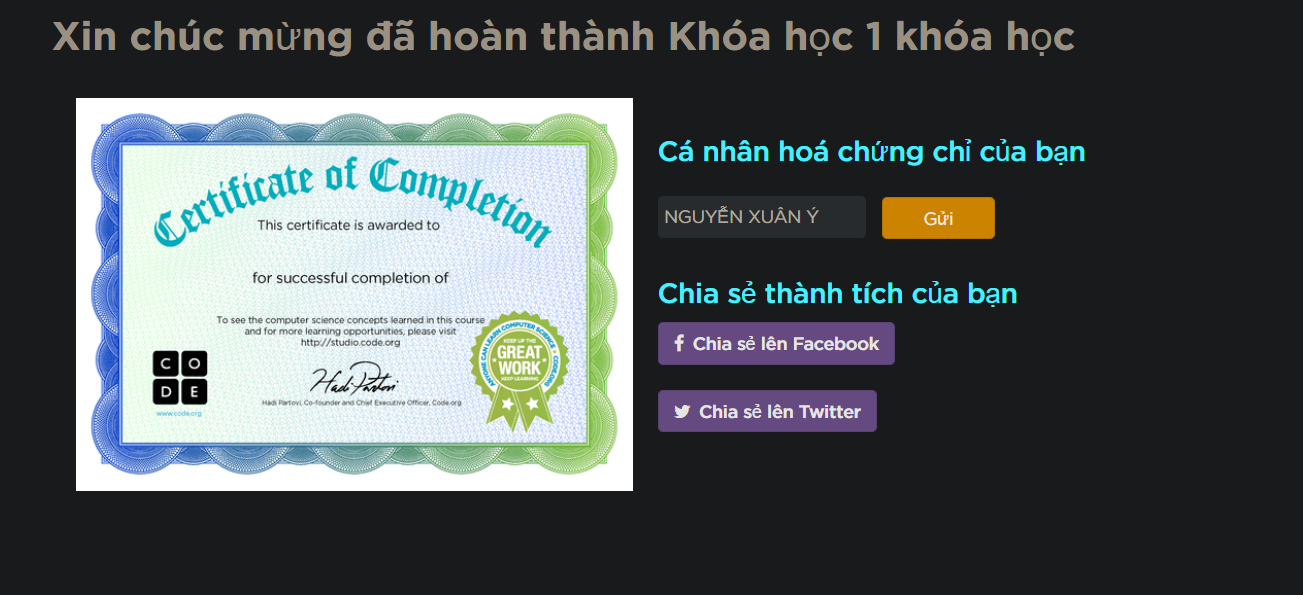 Xin chúc mừng đã hoàn thành Khóa học 1 khóa học
Certificate of Completion
This certificate is awarded to
for successful completion of
To see the computer science concepts learned in this course
and for more learning opportunities, please visit
http://studio.code.org
C O
D E
www.code.org
Hadi Partovi
Hadi Partovi, Co-founder and Chief Executive Officer, Code.org
ANYONE CAN LEARN COMPUTER SCIENCE • CODE.ORG
KEEP UP THE
GREAT
WORK
KEEP LEARNING
Cá nhân hoá chứng chỉ của bạn
NGUYỄN XUÂN Ý
Gửi
Chia sẻ thành tích của bạn
Chia sẻ lên Facebook
Chia sẻ lên Twitter